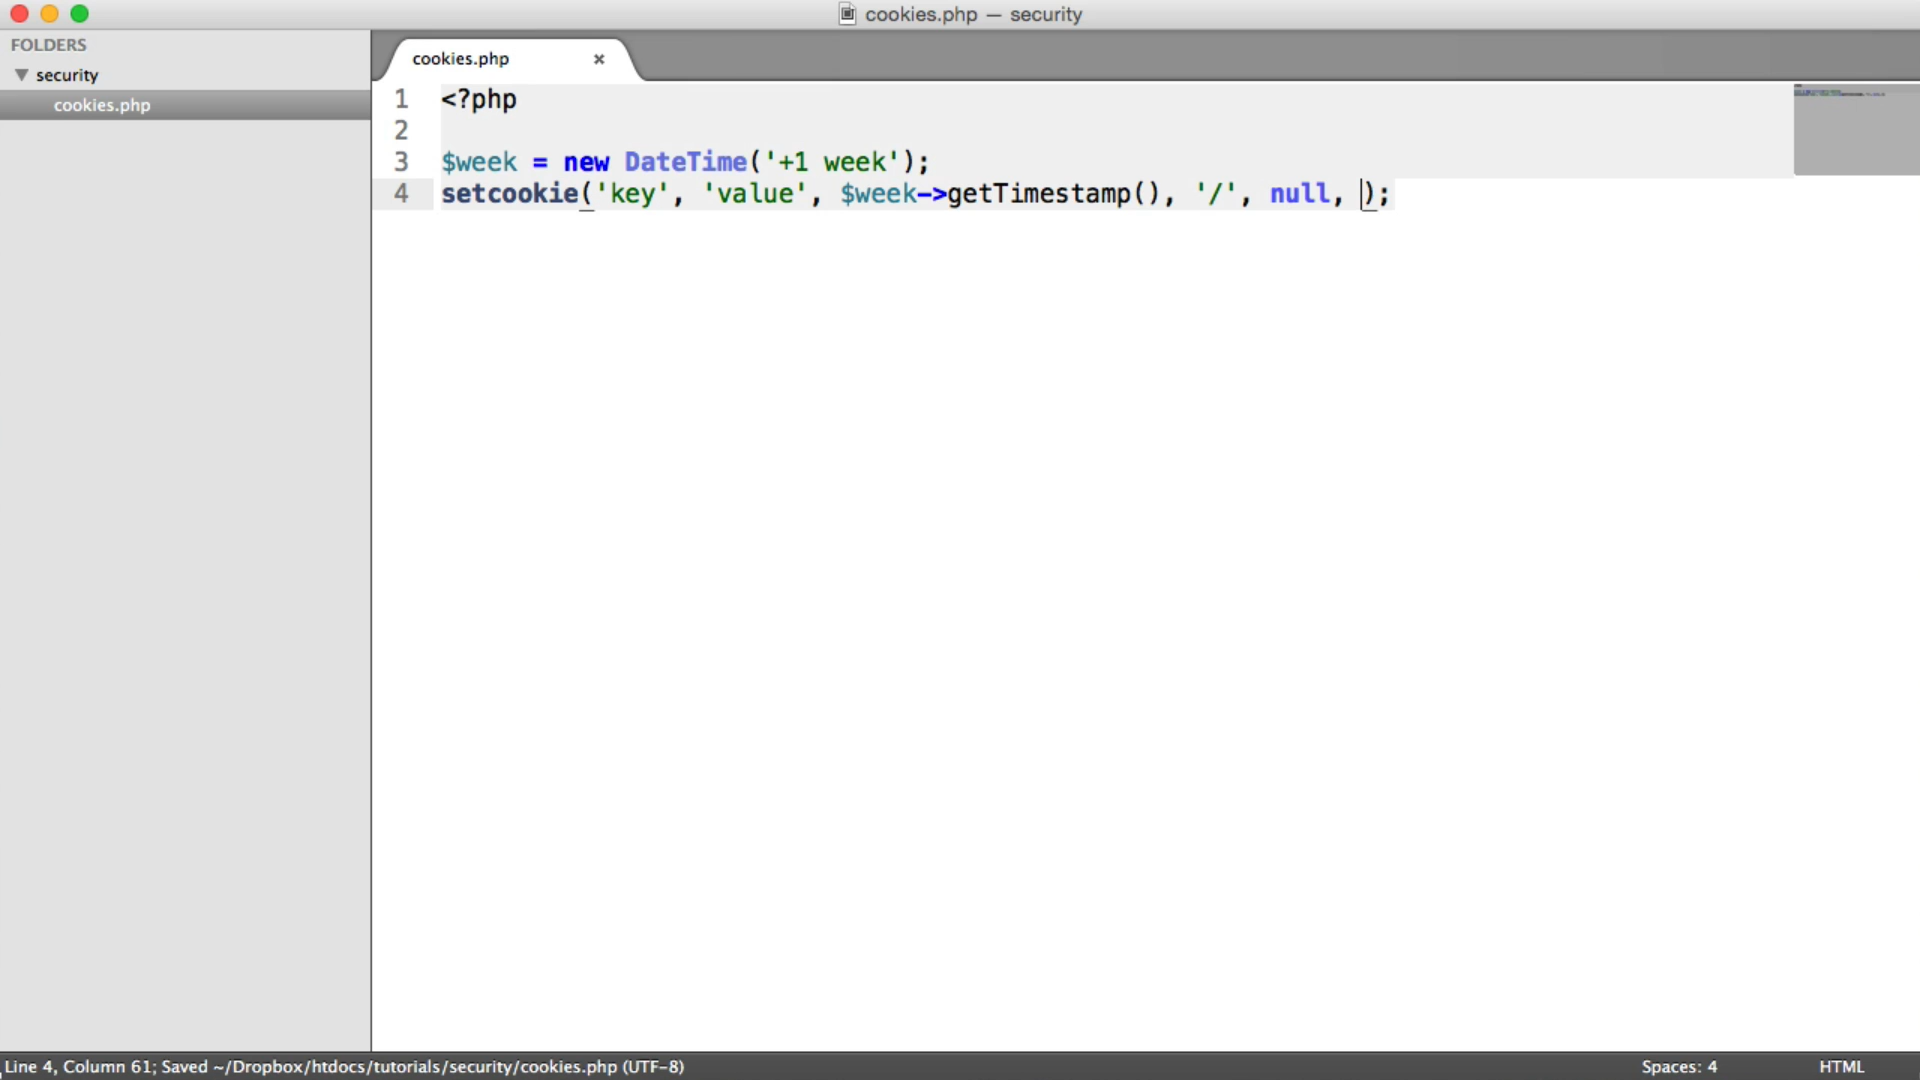 cookies.php — security
FOLDERS
security
cookies.php
cookies.php
1 <?php
2
3 $week = new DateTime('+1 week');
4 setcookie('key', 'value', $week->getTimestamp(), '/', null, );
Line 4, Column 61; Saved ~/Dropbox/htdocs/tutorials/security/cookies.php (UTF-8)
Spaces: 4
HTML